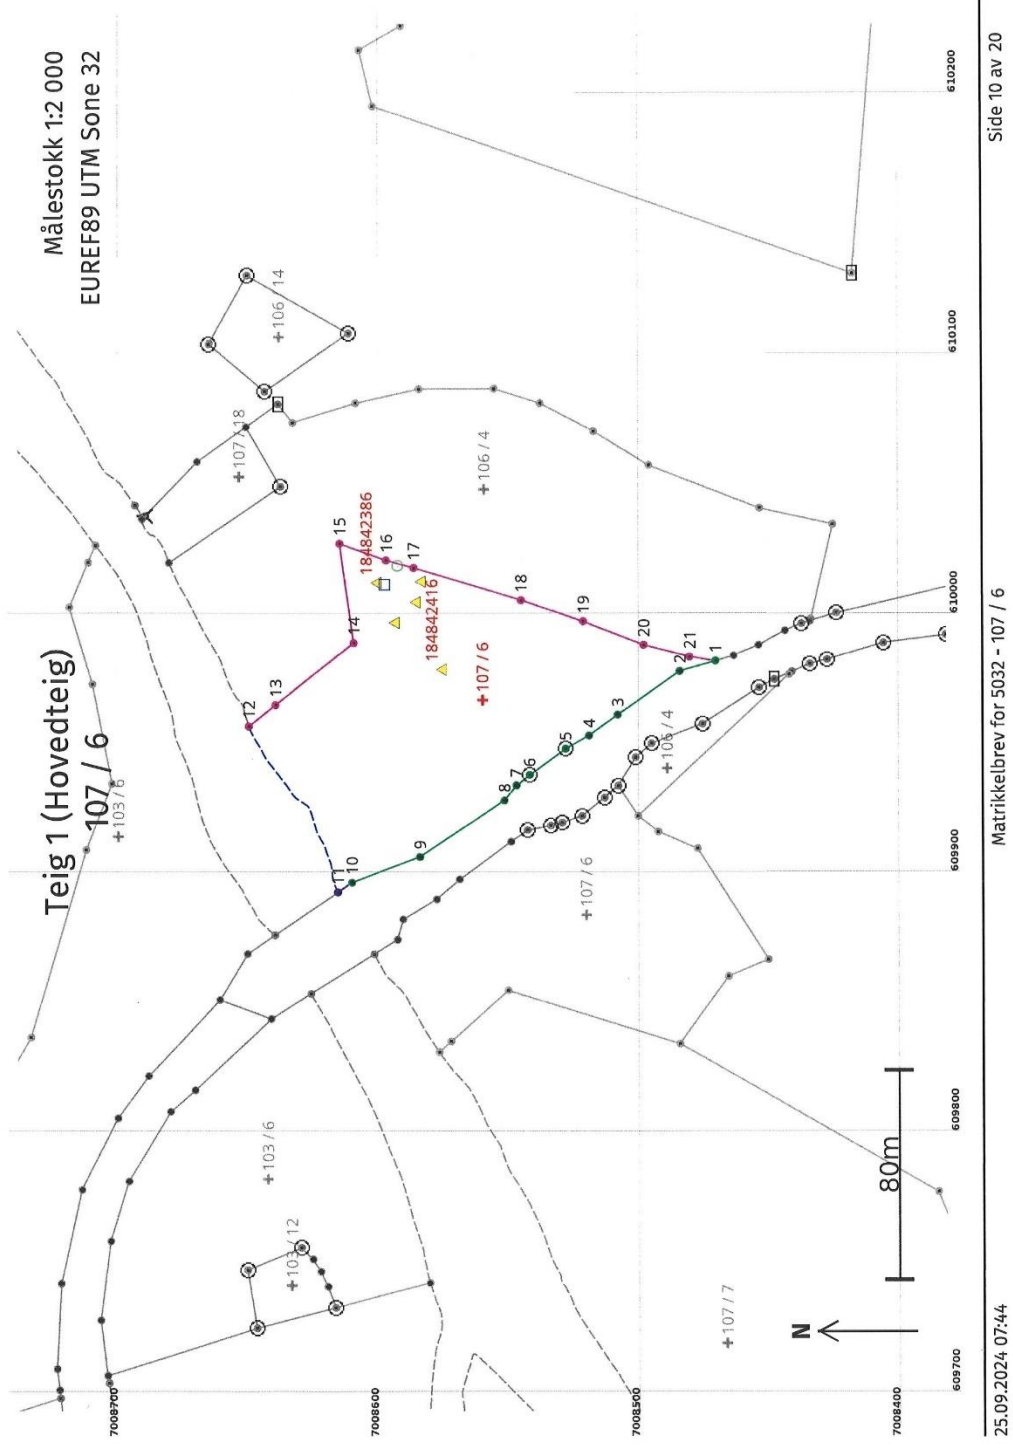 Teig 1 (Hovedteig)
107 / 6
Målestokk 1:2 000
EUREF89 UTM Sone 32
7008700
7008600
7008500
7008400
609700
609800
609900
610000
610100
610200
103 / 6
103 / 6
103 / 12
107 / 7
107 / 6
106 / 4
107 / 6
106 / 4
107 / 18
106 / 14
184842386
184842416
1
2
3
4
5
6
7
8
9
10
11
12
13
14
15
16
17
18
19
20
21
N
80m
25.09.2024 07:44
Matrikkelbrev for 5032 - 107 / 6
Side 10 av 20